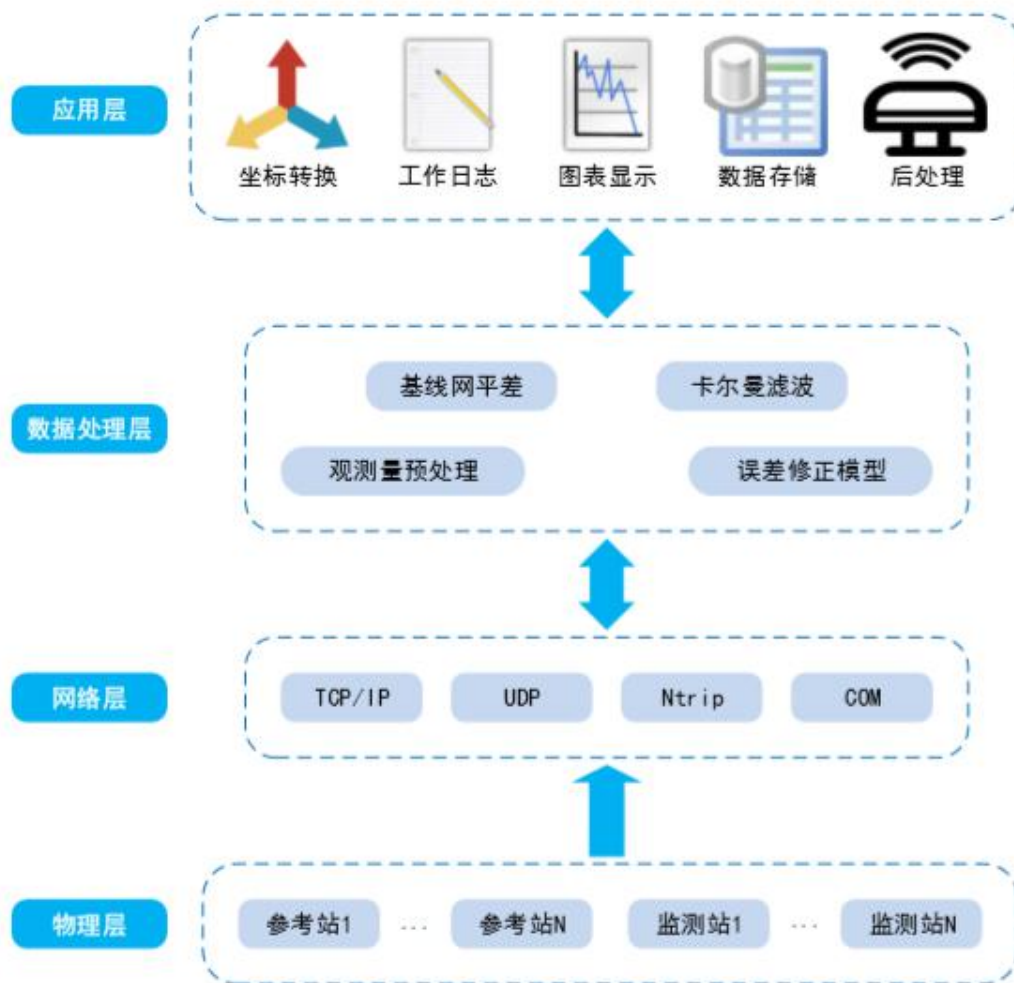 应用层
坐标转换 工作日志 图表显示 数据存储 后处理
数据处理层
基线网平差 卡尔曼滤波
观测量预处理 误差修正模型
网络层
TCP/IP UDP Ntrip COM
物理层
参考站1 ... 参考站N 监测站1 ... 监测站N